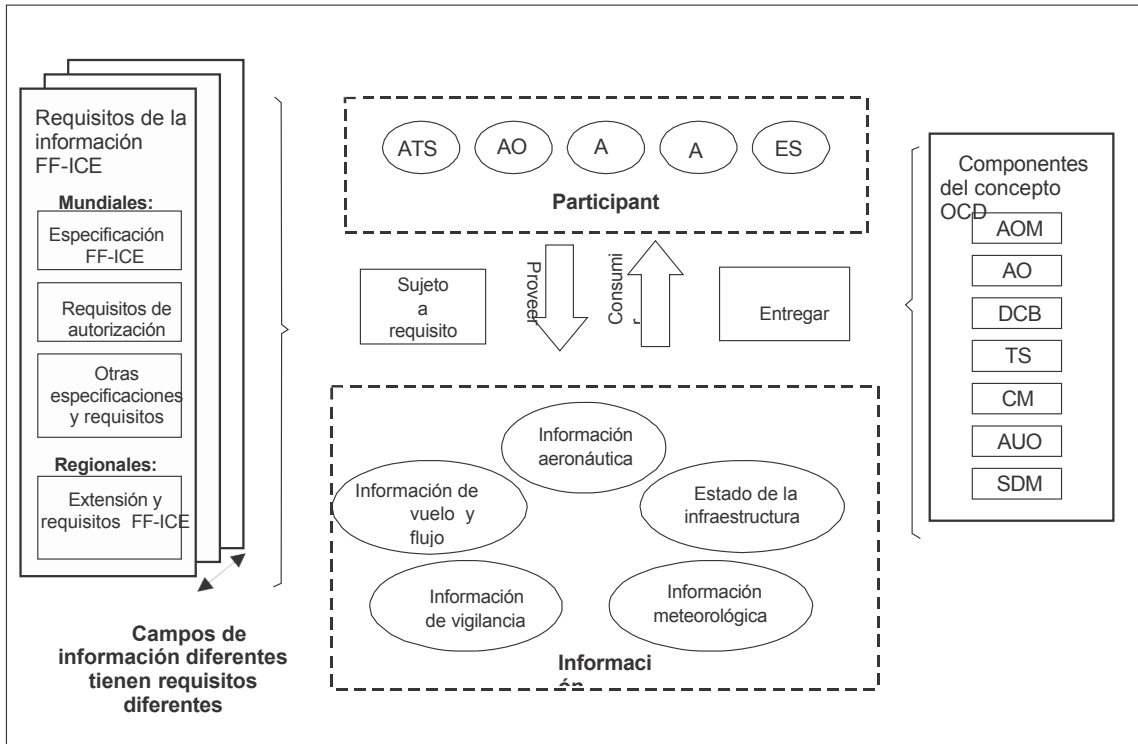 Requisitos de la
información
FF-ICE
Mundiales:
Especificación
FF-ICE
Requisitos de
autorización
Otras
especificaciones
y requisitos
Regionales:
Extensión y
requisitos FF-ICE
Campos de
información diferentes
tienen requisitos
diferentes
ATS
AO
A
A
ES
Participant
Sujeto
a
requisito
Proveer
Consumi
r
Entregar
Información
aeronáutica
Información de
vuelo y
flujo
Estado de la
infraestructura
Información
de vigilancia
Información
meteorológica
Informaci
ón
Componentes
del concepto
OCD
AOM
AO
DCB
TS
CM
AUO
SDM